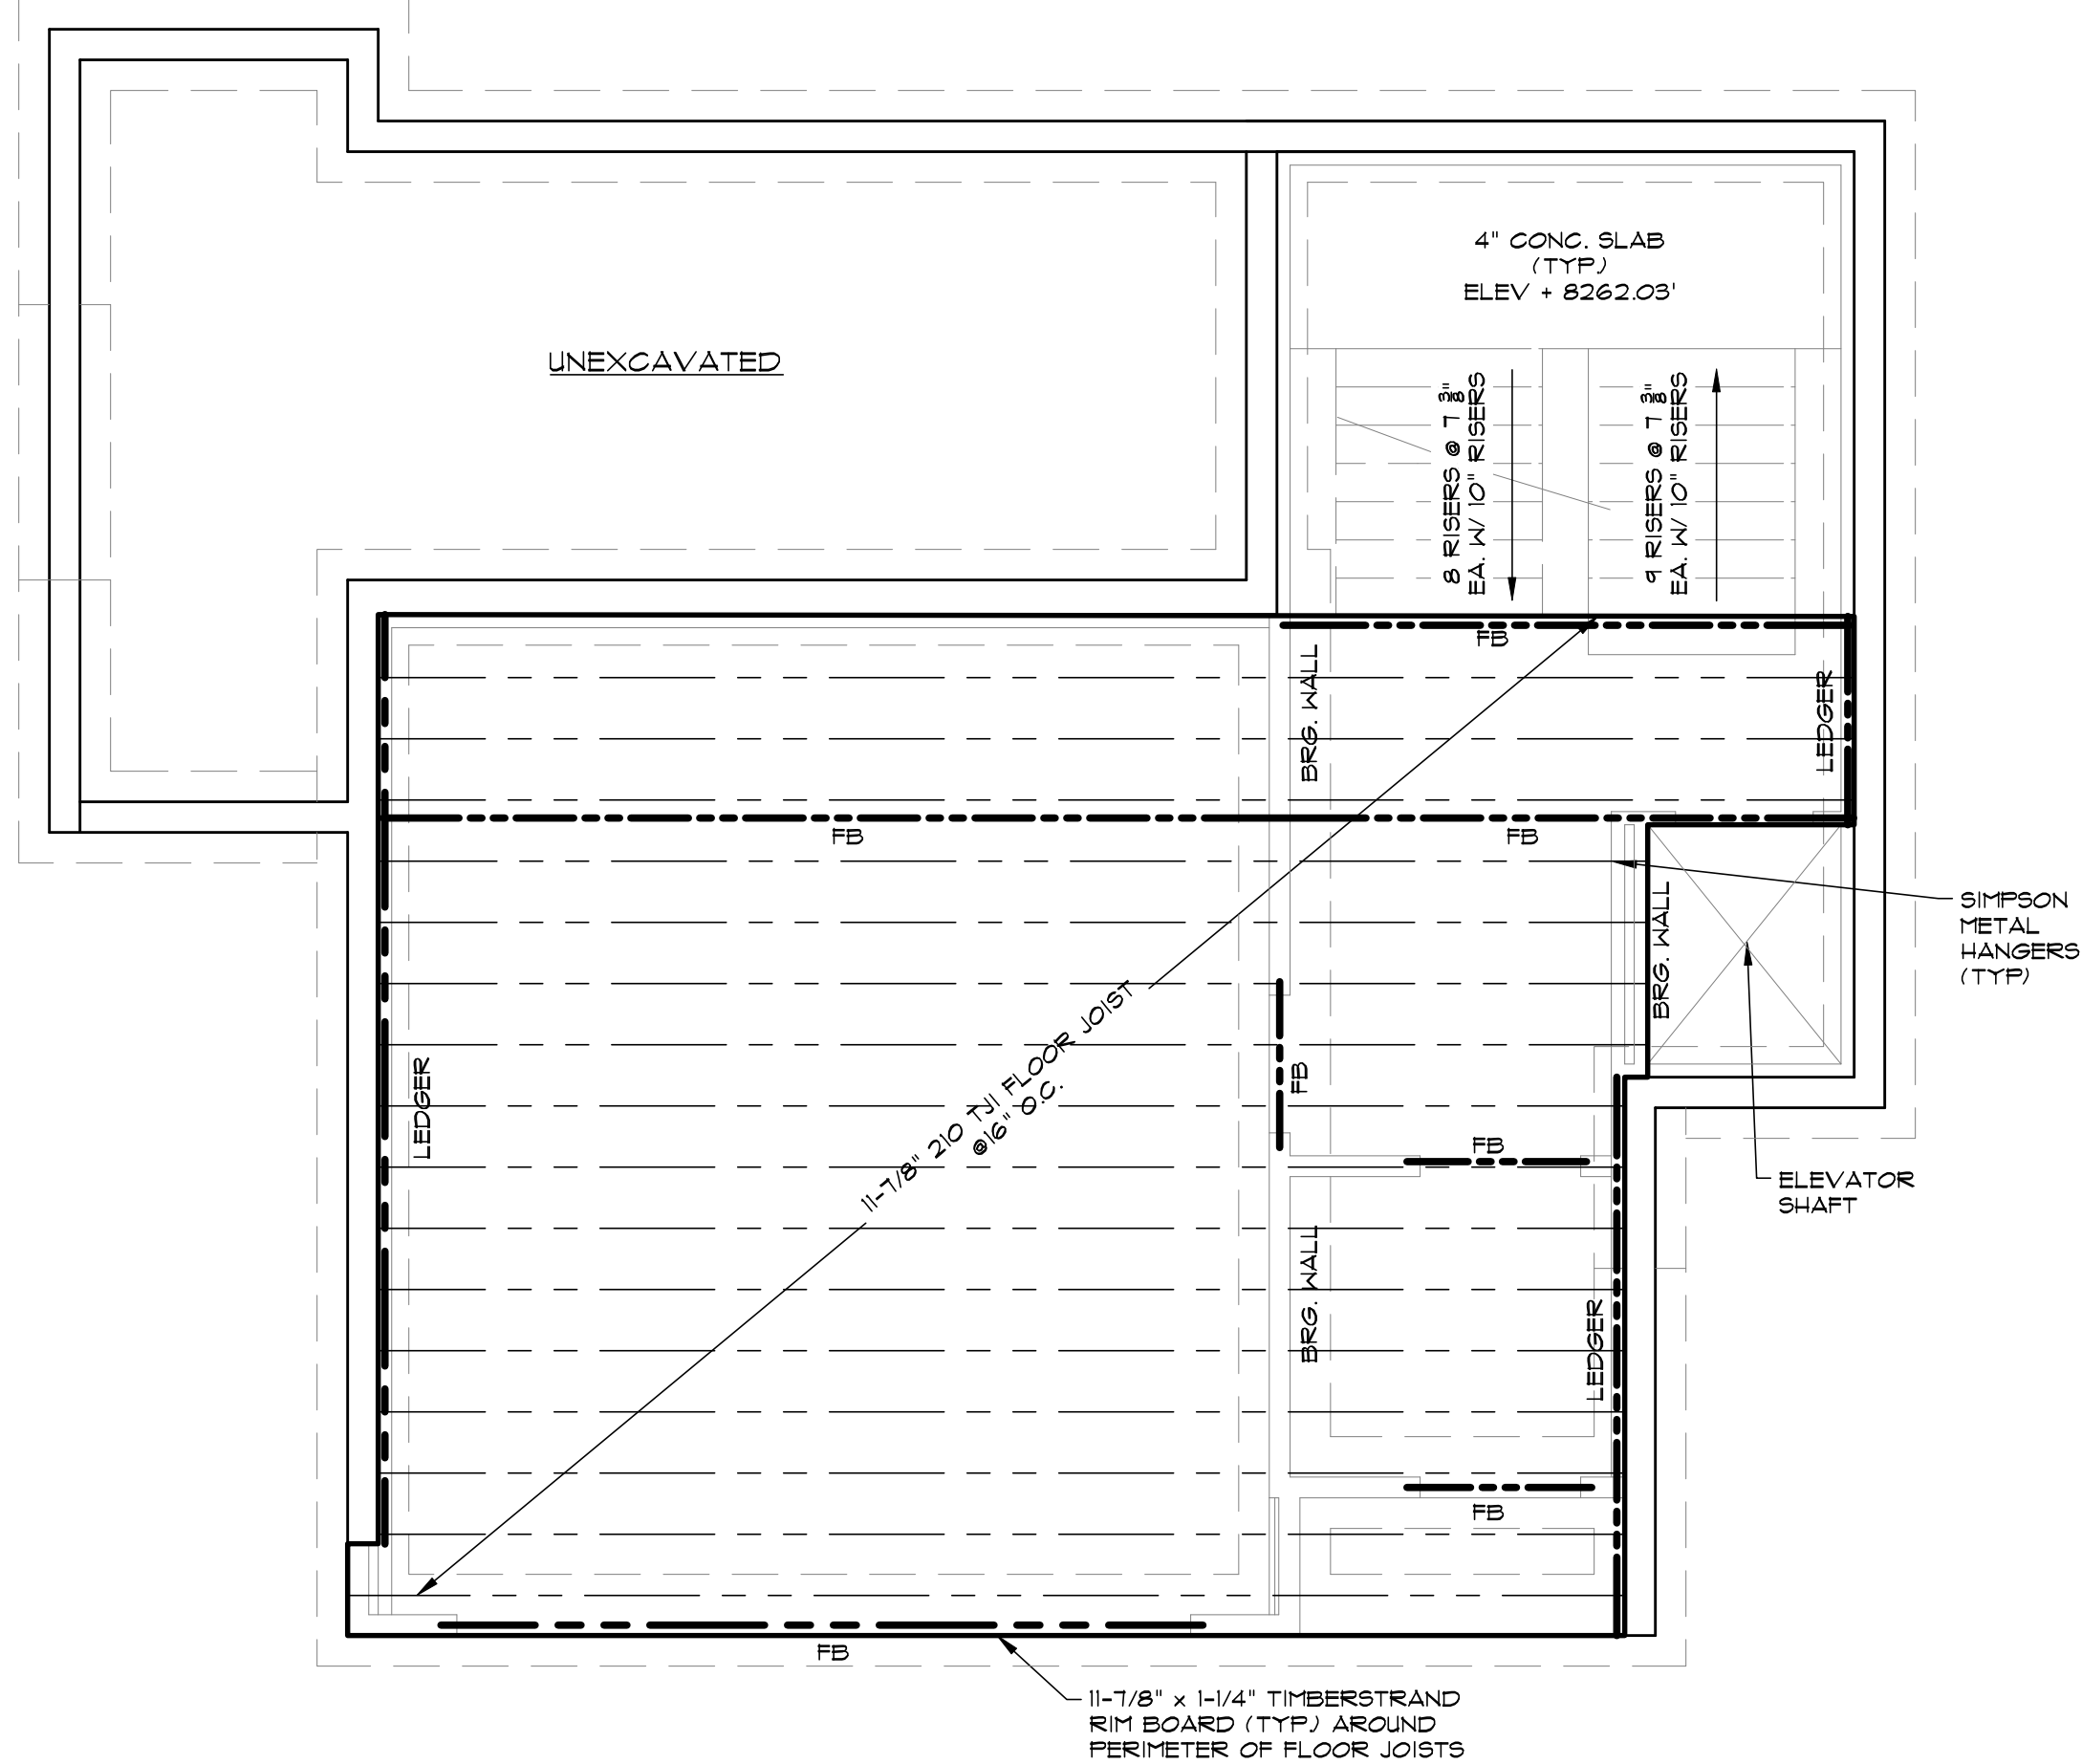 4" CONC. SLAB
(TYP.)
ELEV + 8262.03'
UNEXCAVATED
8 RISERS @ 7 3/8"
EA. W/ 10" RISERS
9 RISERS @ 7 3/8"
EA. W/ 10" RISERS
FB
BRG. WALL
LEDGER
FB
FB
SIMPSON
METAL
HANGERS
(TYP)
BRG. WALL
11-7/8" 210 TJI FLOOR JOIST
@16" O.C.
LEDGER
FB
FB
ELEVATOR
SHAFT
BRG. WALL
LEDGER
FB
FB
11-7/8" x 1-1/4" TIMBERSTRAND
RIM BOARD (TYP.) AROUND
PERIMETER OF FLOOR JOISTS